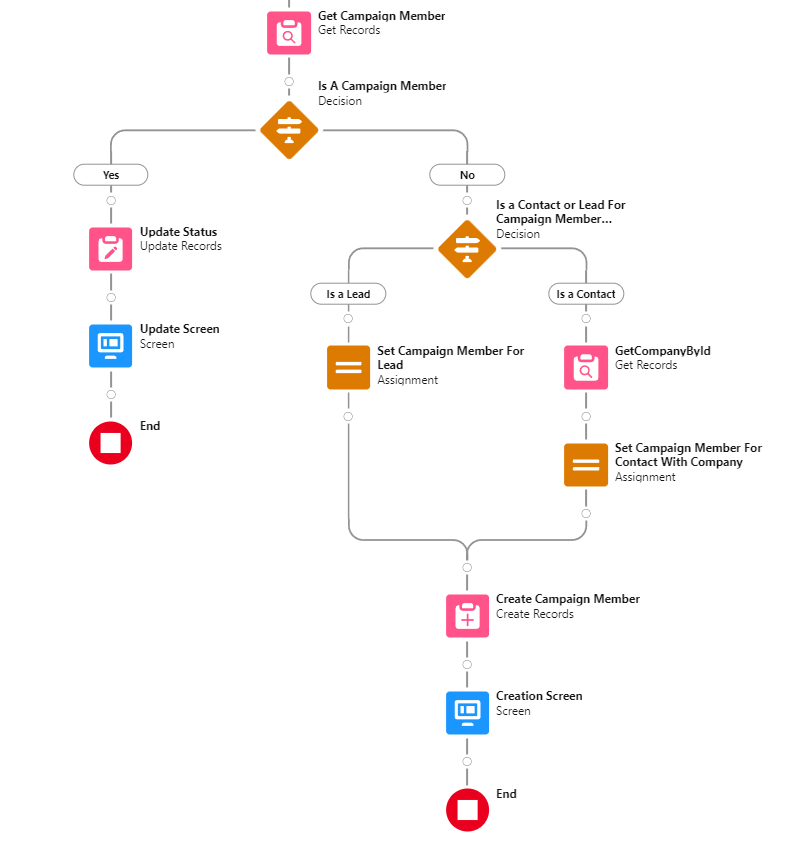 Get Campaign Member
Get Records
Is A Campaign Member
Decision
Yes
No
Is a Contact or Lead For
Campaign Member...
Decision
Update Status
Update Records
Is a Lead
Is a Contact
Update Screen
Screen
Set Campaign Member For
Lead
Assignment
GetCompanyById
Get Records
End
Set Campaign Member For
Contact With Company
Assignment
Create Campaign Member
Create Records
Creation Screen
Screen
End